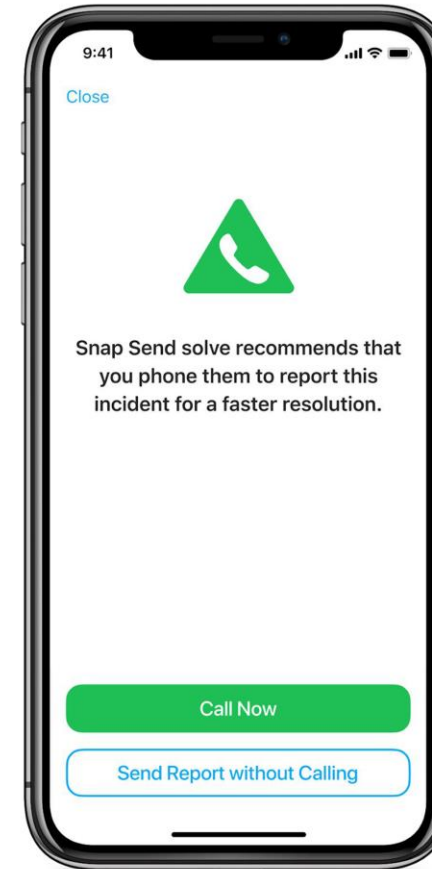 9:41
Close
Snap Send solve recommends that
you phone them to report this
incident for a faster resolution.
Call Now
Send Report without Calling